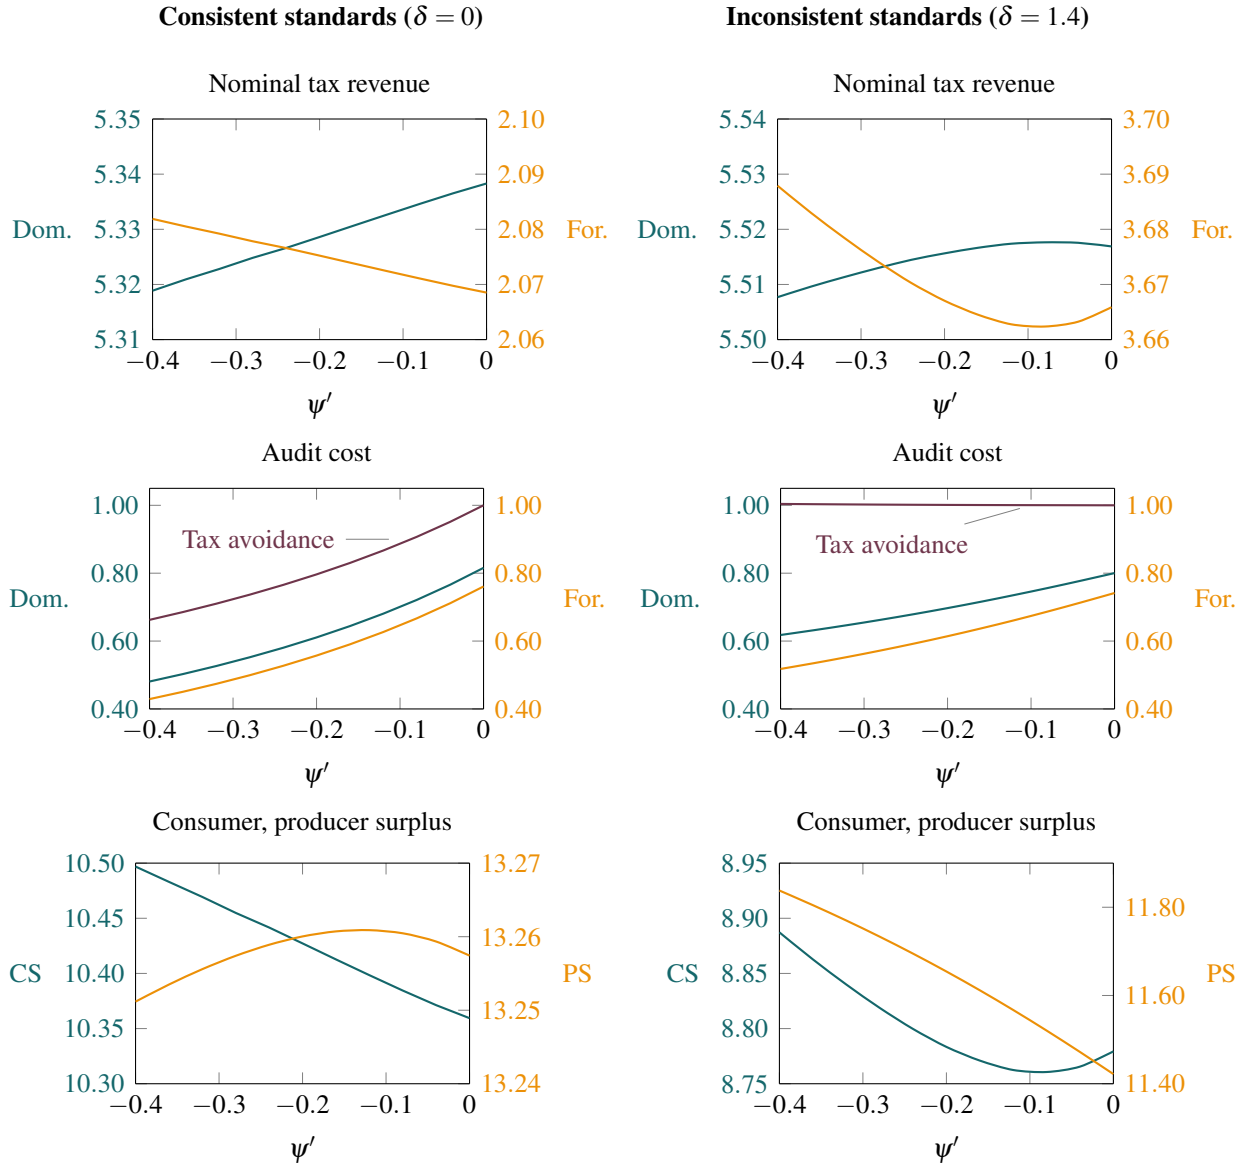 Consistent standards (δ = 0) Inconsistent standards (δ = 1.4)
Nominal tax revenue Nominal tax revenue
5.35 2.10 5.54 3.70
5.34 2.09 5.53 3.69
Dom. 5.33 2.08 For. Dom. 5.52 3.68 For.
5.32 2.07 5.51 3.67
5.31 2.06 5.50 3.66
−0.4 −0.3 −0.2 −0.1 0 −0.4 −0.3 −0.2 −0.1 0
ψ′ ψ′
Audit cost Audit cost
1.00 1.00 1.00 1.00
Tax avoidance Tax avoidance
0.80 0.80 0.80 0.80
Dom. For. Dom. For.
0.60 0.60 0.60 0.60
0.40 0.40 0.40 0.40
−0.4 −0.3 −0.2 −0.1 0 −0.4 −0.3 −0.2 −0.1 0
ψ′ ψ′
Consumer, producer surplus Consumer, producer surplus
10.50 13.27 8.95
10.45 13.26 8.90 11.80
CS 10.40 PS CS 8.85 PS
10.35 13.25 8.80 11.60
10.30 13.24 8.75 11.40
−0.4 −0.3 −0.2 −0.1 0 −0.4 −0.3 −0.2 −0.1 0
ψ′ ψ′